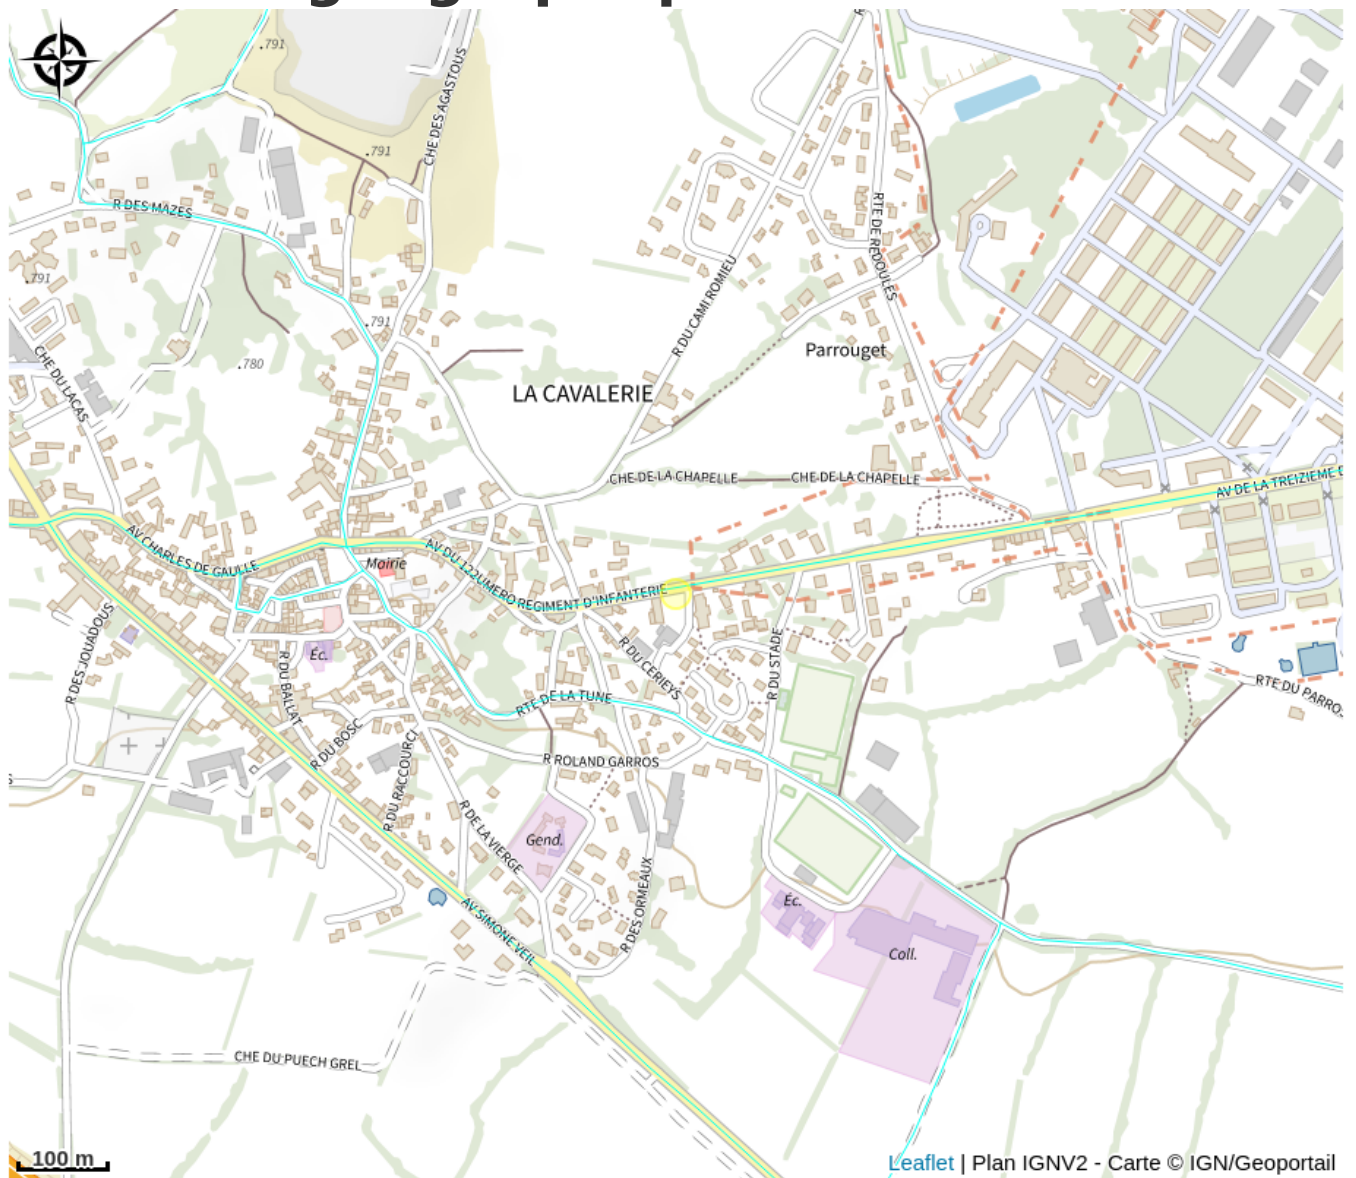 .791
CHE DES AGASTOUS
.791
R DES MAZES
RTE DE REDOULES
.791
R DU CAMI ROMIEU
.791
Parrouget
CHE DU LACAS
.780
LA CAVALERIE
CHE DE LA CHAPELLE
CHE DE LA CHAPELLE
AV DE LA TREIZIEME
AV CHARLES DE GAULLE
Mairie
AV DU 122UMERO REGIMENT D'INFANTERIE
R DES JOUADOUS
Éc.
R DU BALLAT
R DU CERIEYS
R DU STADE
RTE DE LA TUNE
RTE DU PARRO
R DU BOSC
R DU RACCOURCI
R ROLAND GARROS
S
R DE LA VIERGE
Gend.
R DES ORMEAUX
Éc.
AV SIMONE VEIL
Coll.
CHE DU PUECH GREL
100 m
Leaflet | Plan IGNV2 - Carte © IGN/Geoportail